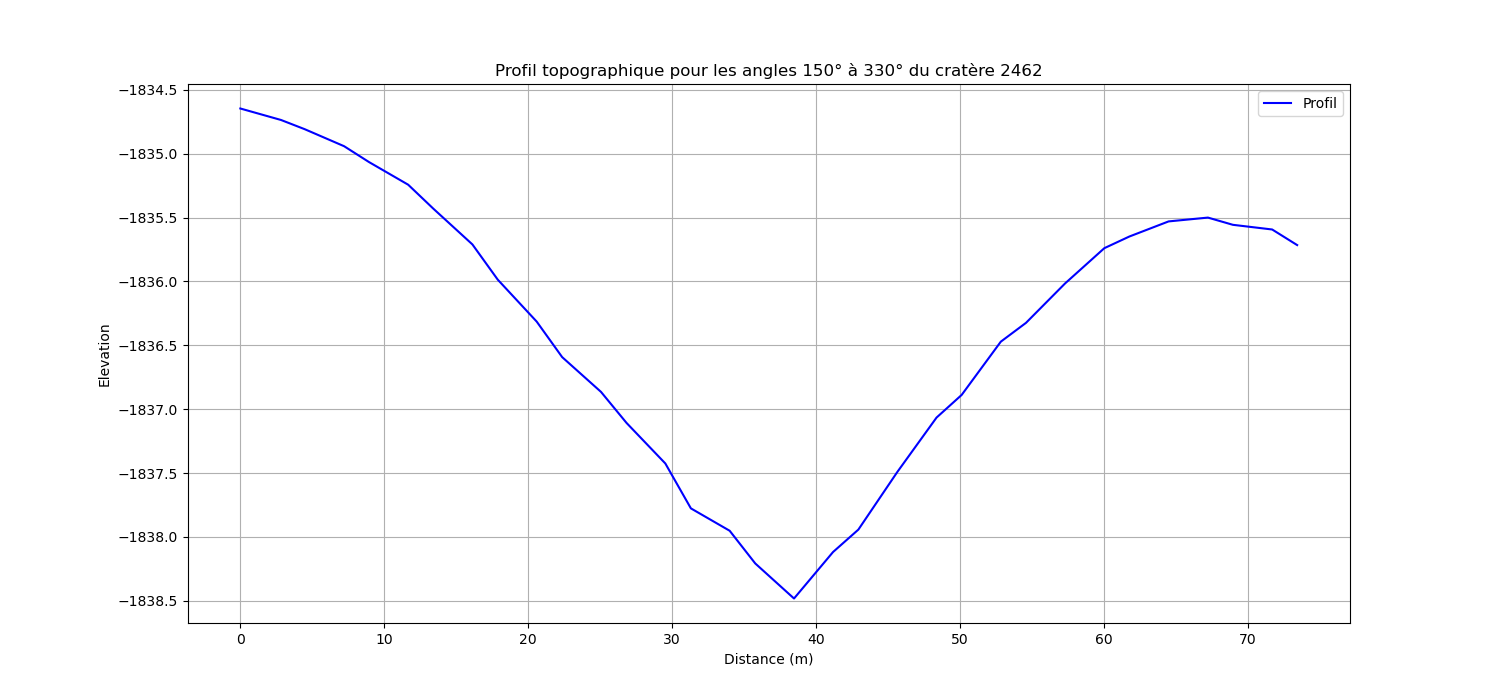 Profil topographique pour les angles 150° à 330° du cratère 2462
Profil
Elevation
−1834.5
−1835.0
−1835.5
−1836.0
−1836.5
−1837.0
−1837.5
−1838.0
−1838.5
0 10 20 30 40 50 60 70
Distance (m)